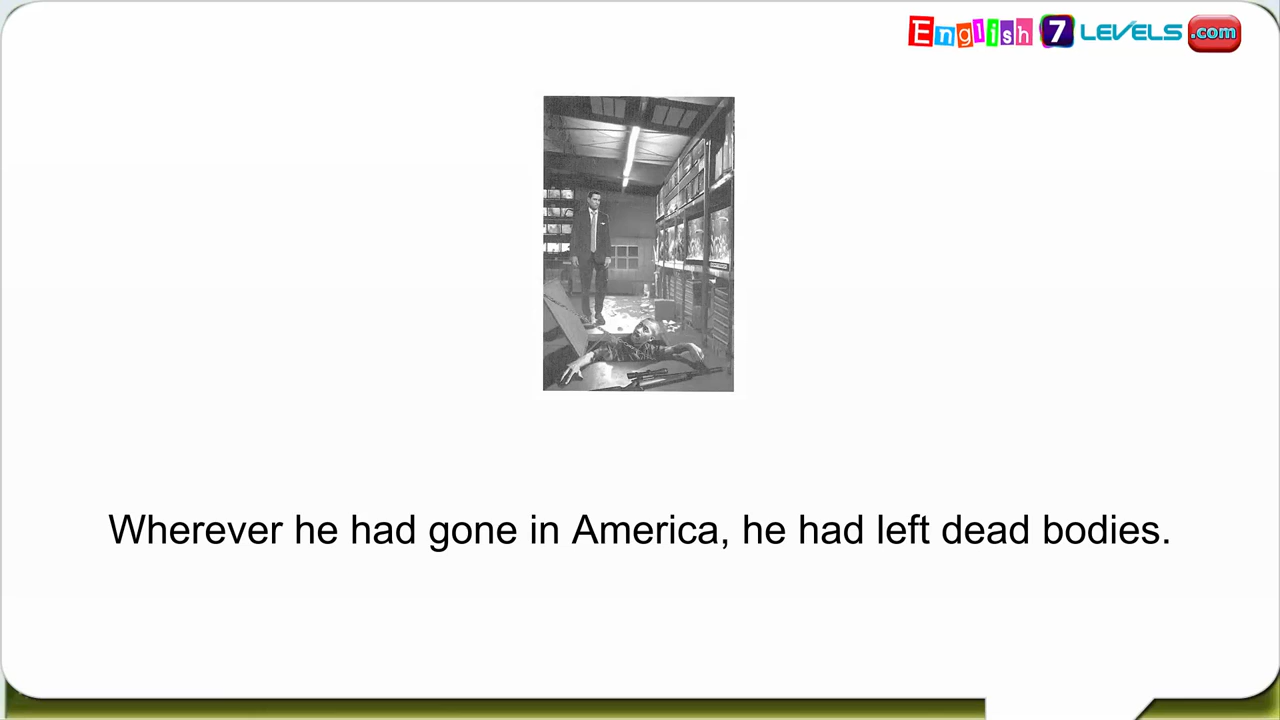 English 7 LEVELS .com
Wherever he had gone in America, he had left dead bodies.